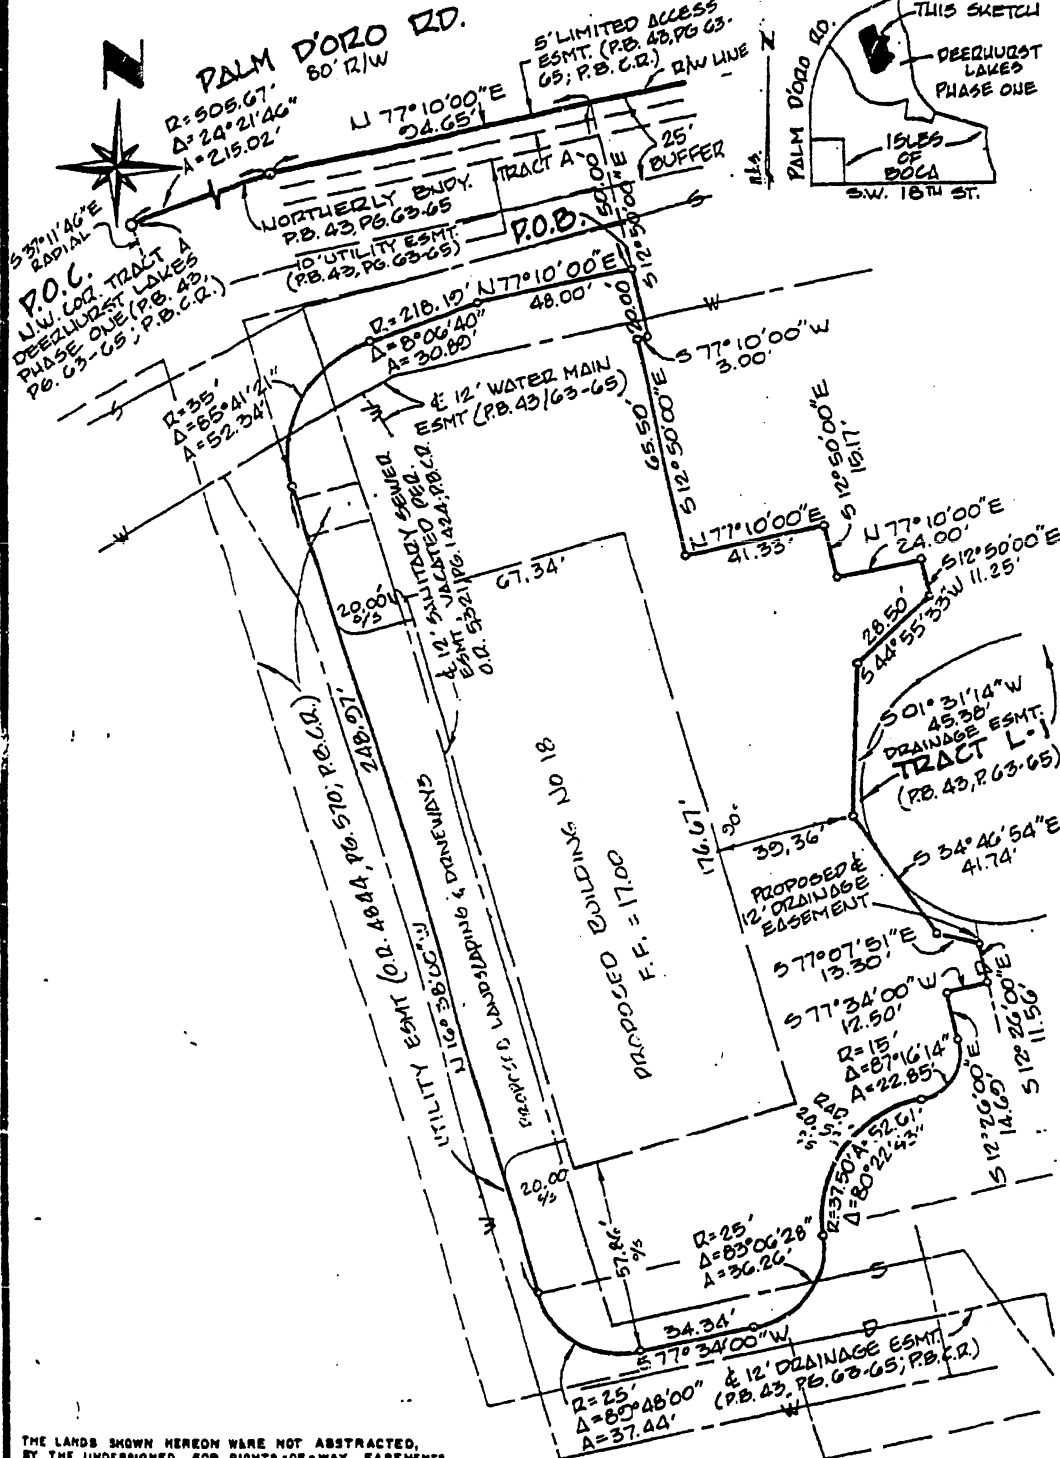 N
PALM D'ORO RD.
80' R/W
R=505.67'
Δ=24°21'46"
A=215.02'
N 77°10'00"E
94.65'
5' LIMITED ACCESS
ESMT. (P.B. 43, PG 63-
65; P.B.C.R.)
R/W LINE
25'
BUFFER
TRACT A
50.00'
S 12°50'00"E
S 37°11'46"E
RADIAL
P.O.C.
N.W. COR. TRACT A
DEERHURST LAKES
PHASE ONE (P.B. 43,
PG. 63-65; P.B.C.R.)
NORTHERLY BNDY.
P.B. 43, PG. 63-65
10' UTILITY ESMT.
(P.B. 43, PG. 63-65)
P.O.B.
S
N
N.T.S.
PALM D'ORO RD.
THIS SKETCH
DEERHURST
LAKES
PHASE ONE
ISLES
OF
BOCA
S.W. 18TH ST.
R=218.19'
Δ=8°06'40"
A=30.89'
N 77°10'00"E
48.00'
W
20.00'
S 77°10'00"W
3.00'
S
R=35'
Δ=85°41'21"
A=52.34'
W
W
℄ 12' WATER MAIN
ESMT (P.B. 43/63-65)
65.50'
S 12°50'00"E
N 77°10'00"E
41.33'
S 12°50'00"E
15.17'
N 77°10'00"E
24.00'
S 12°50'00"E
11.25'
28.50'
S 44°55'33"W
℄ 12' SANITARY SEWER
ESMT. VACATED PER.
O.R. 5321/PG. 1424; P.B.C.R.
67.34'
20.00'
O/S
S 01°31'14"W
45.38'
DRAINAGE ESMT.
TRACT L-1
(P.B. 43, P. 63-65)
248.97'
N 16°38'00"W
UTILITY ESMT (O.R. 4844, PG. 570; P.B.C.R.)
PROPOSED LANDSCAPING & DRIVEWAYS
PROPOSED BUILDING NO 18
F.F. = 17.00
176.67'
90°
39.36'
S 34°46'54"E
41.74'
PROPOSED ℄
12' DRAINAGE
EASEMENT
S 77°07'51"E
13.30'
S 77°34'00"W
12.50'
D
S 12°26'00"E
11.56'
R=15'
Δ=87°16'14"
A=22.85'
S 12°26'00"E
14.69'
R=37.50' A=52.61'
Δ=80°22'43"
20.00
O/S
W
57.86'
O/S
R=25'
Δ=83°06'28"
A=36.26'
S
34.34'
S 77°34'00"W
D
R=25'
Δ=89°48'00"
A=37.44'
℄ 12' DRAINAGE ESMT.
(P.B. 43, PG. 63-65; P.B.C.R.)
W
THE LANDS SHOWN HEREON WERE NOT ABSTRACTED,
BY THE UNDERSIGNED, FOR RIGHTS-OF-WAY, EASEMENTS